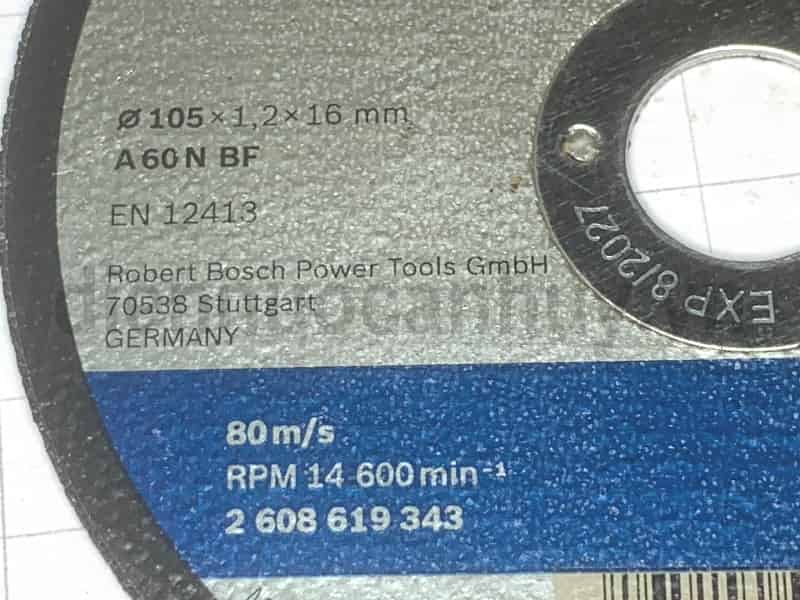 Ø 105 × 1,2 × 16 mm
A 60 N BF
EN 12413
Robert Bosch Power Tools GmbH
70538 Stuttgart
GERMANY
EXP 8/2027
80 m/s
RPM 14 600 min⁻¹
2 608 619 343